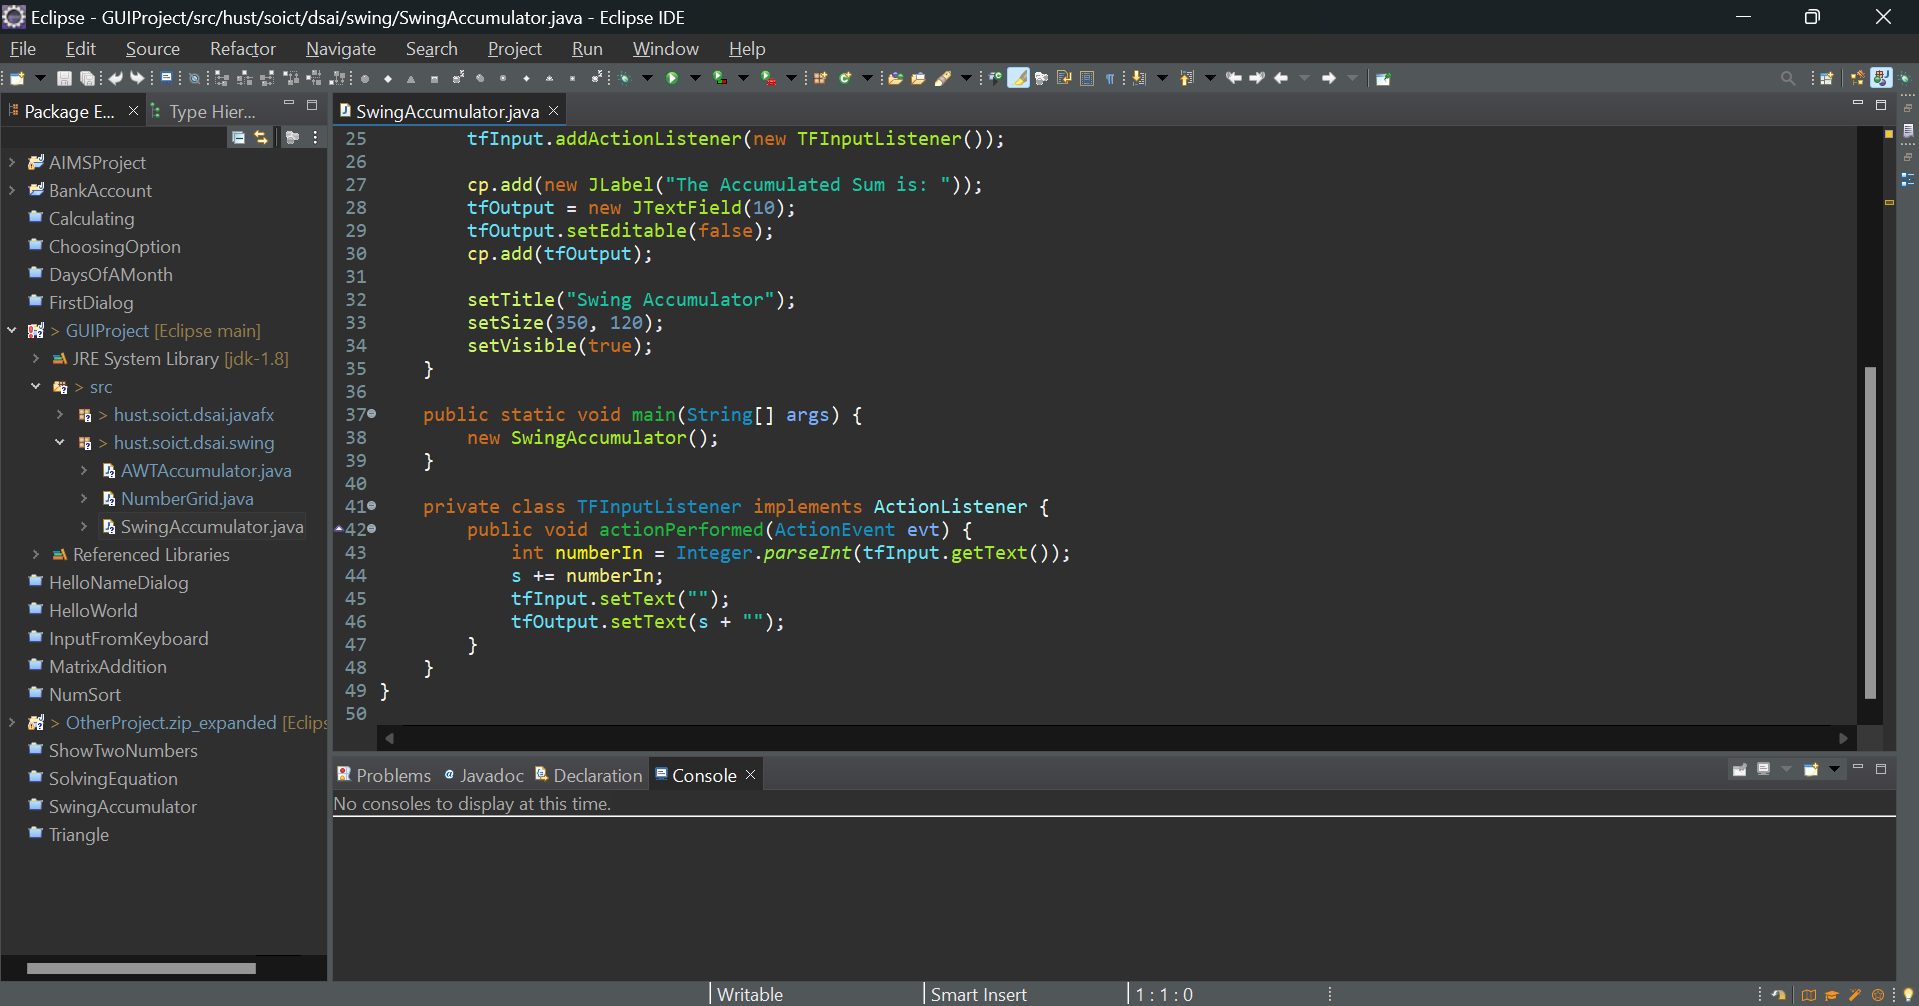 Eclipse - GUIProject/src/hust/soict/dsai/swing/SwingAccumulator.java - Eclipse IDE
File Edit Source Refactor Navigate Search Project Run Window Help
Package E... Type Hier...
AIMSProject
BankAccount
Calculating
ChoosingOption
DaysOfAMonth
FirstDialog
> GUIProject [Eclipse main]
JRE System Library [jdk-1.8]
> src
> hust.soict.dsai.javafx
> hust.soict.dsai.swing
AWTAccumulator.java
NumberGrid.java
SwingAccumulator.java
Referenced Libraries
HelloNameDialog
HelloWorld
InputFromKeyboard
MatrixAddition
NumSort
> OtherProject.zip_expanded [Eclips
ShowTwoNumbers
SolvingEquation
SwingAccumulator
Triangle
SwingAccumulator.java
25 tfInput.addActionListener(new TFInputListener());
26
27 cp.add(new JLabel("The Accumulated Sum is: "));
28 tfOutput = new JTextField(10);
29 tfOutput.setEditable(false);
30 cp.add(tfOutput);
31
32 setTitle("Swing Accumulator");
33 setSize(350, 120);
34 setVisible(true);
35 }
36
37 public static void main(String[] args) {
38 new SwingAccumulator();
39 }
40
41 private class TFInputListener implements ActionListener {
42 public void actionPerformed(ActionEvent evt) {
43 int numberIn = Integer.parseInt(tfInput.getText());
44 s += numberIn;
45 tfInput.setText("");
46 tfOutput.setText(s + "");
47 }
48 }
49 }
50
Problems Javadoc Declaration Console
No consoles to display at this time.
Writable Smart Insert 1 : 1 : 0